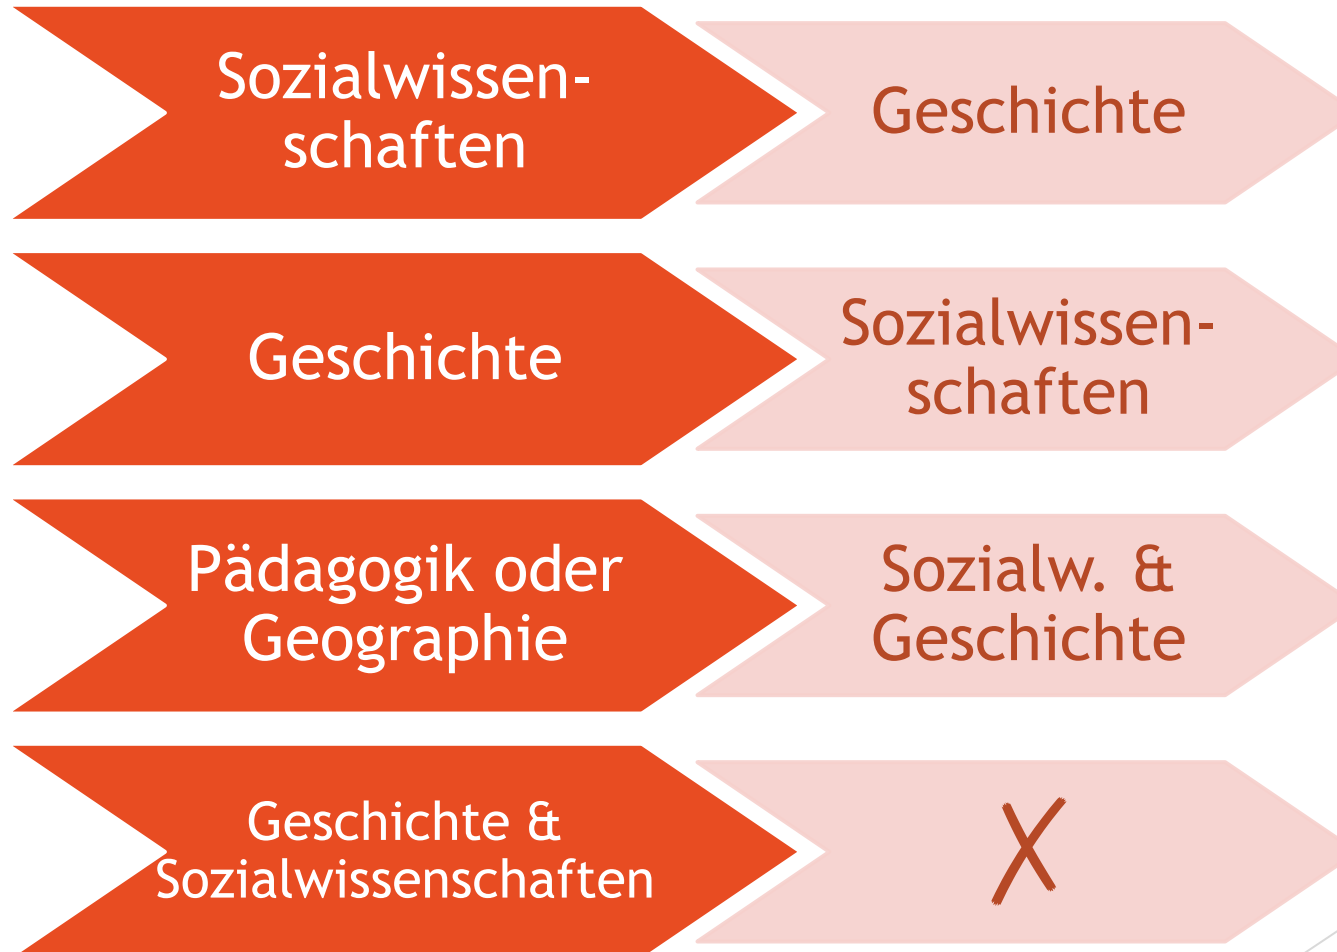 Sozialwissen-
schaften
Geschichte
Geschichte
Sozialwissen-
schaften
Pädagogik oder
Geographie
Sozialw. &
Geschichte
Geschichte &
Sozialwissenschaften
✗